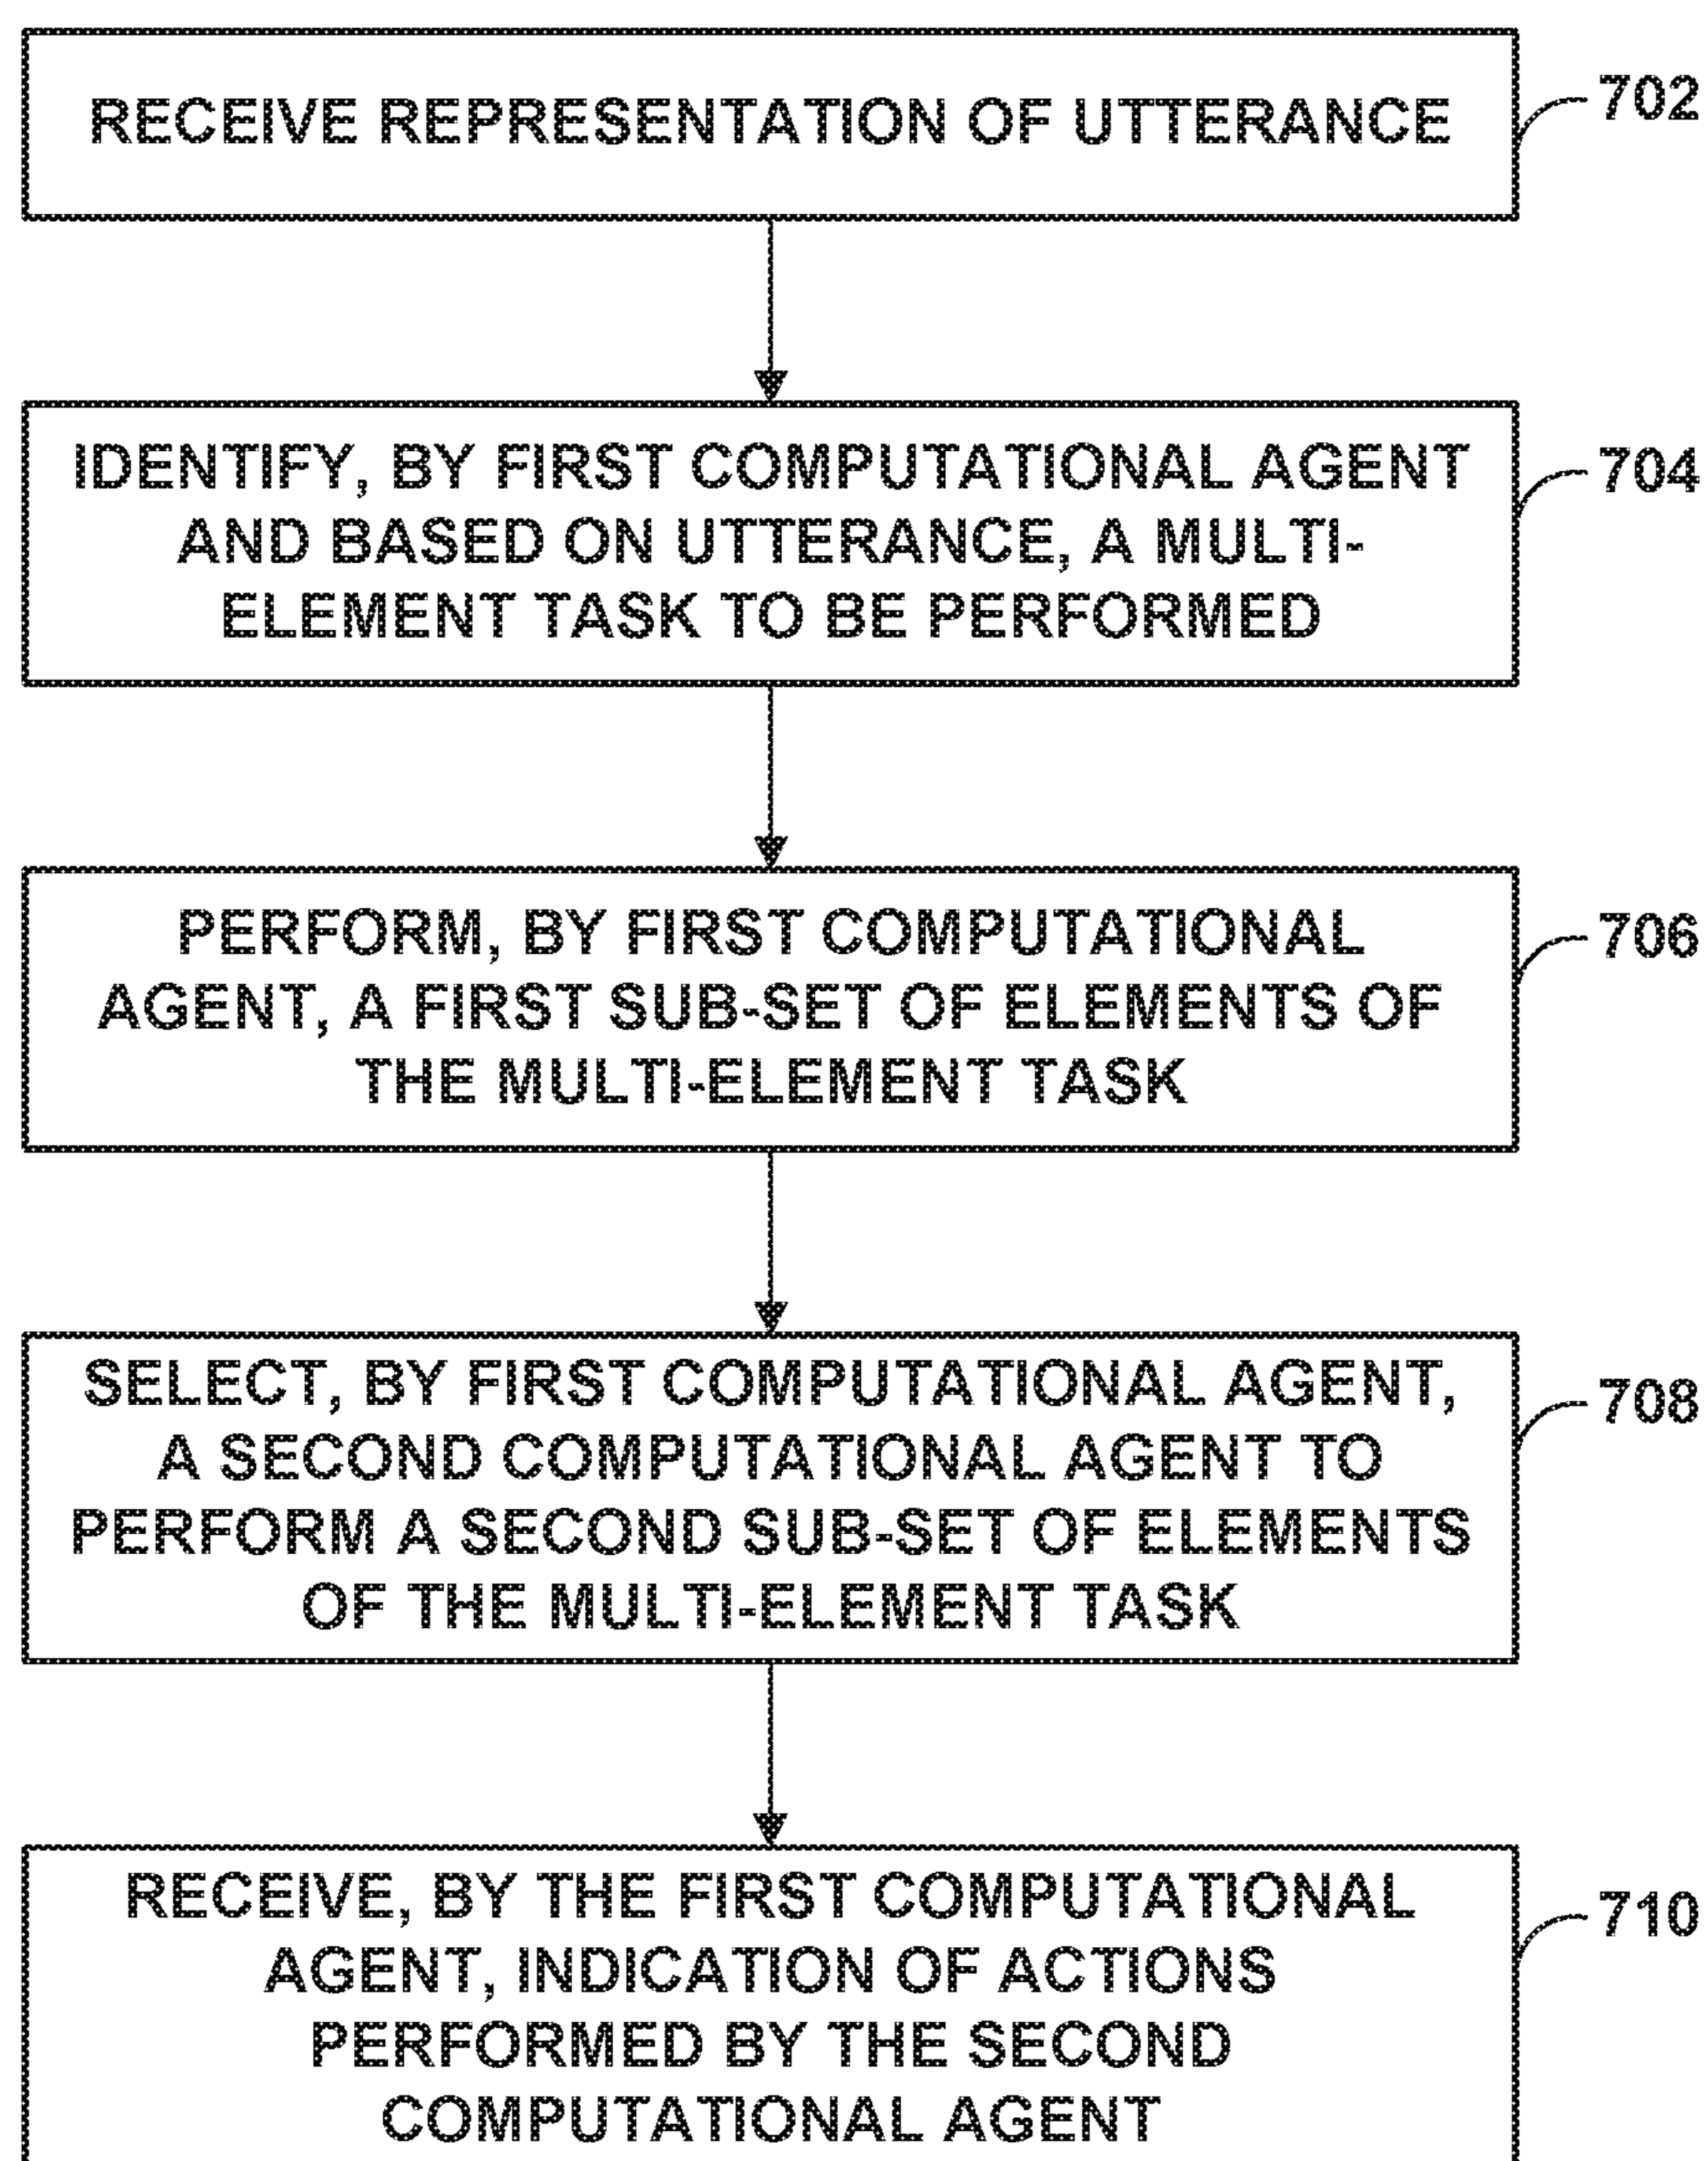 RECEIVE REPRESENTATION OF UTTERANCE
702
IDENTIFY, BY FIRST COMPUTATIONAL AGENT
AND BASED ON UTTERANCE, A MULTI-
ELEMENT TASK TO BE PERFORMED
704
PERFORM, BY FIRST COMPUTATIONAL
AGENT, A FIRST SUB-SET OF ELEMENTS OF
THE MULTI-ELEMENT TASK
706
SELECT, BY FIRST COMPUTATIONAL AGENT,
A SECOND COMPUTATIONAL AGENT TO
PERFORM A SECOND SUB-SET OF ELEMENTS
OF THE MULTI-ELEMENT TASK
708
RECEIVE, BY THE FIRST COMPUTATIONAL
AGENT, INDICATION OF ACTIONS
PERFORMED BY THE SECOND
COMPUTATIONAL AGENT
710